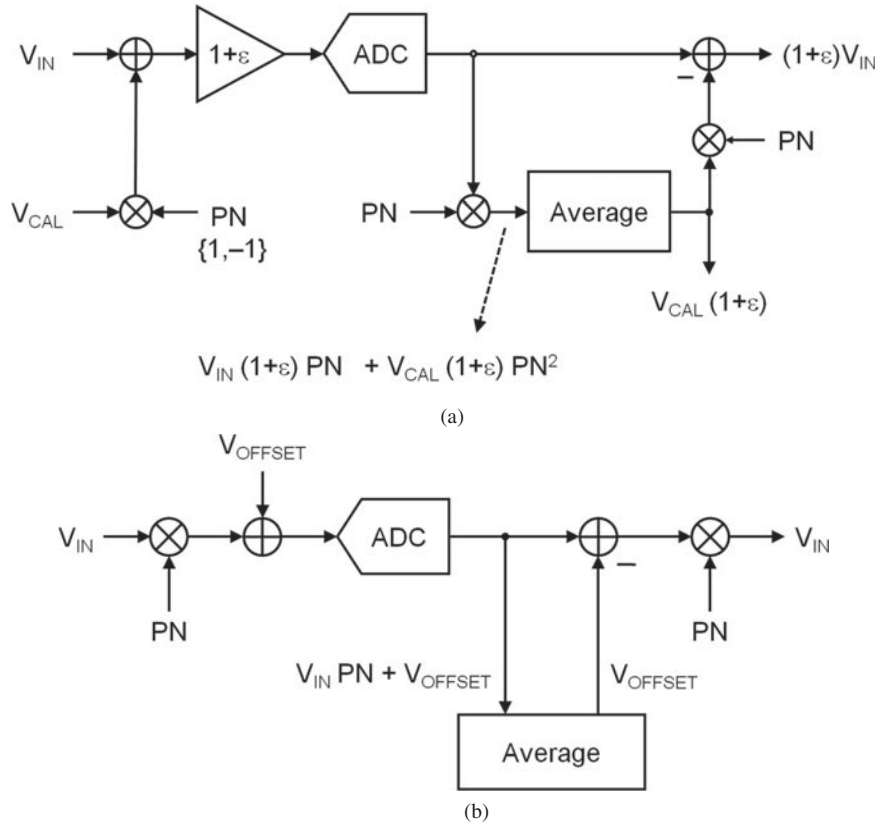 V_IN 1+ε ADC (1+ε)V_IN
–
PN
V_CAL PN PN Average
{1,–1}
V_CAL (1+ε)
V_IN (1+ε) PN + V_CAL (1+ε) PN²
(a)
V_OFFSET
V_IN ADC V_IN
–
PN PN
V_IN PN + V_OFFSET V_OFFSET
Average
(b)